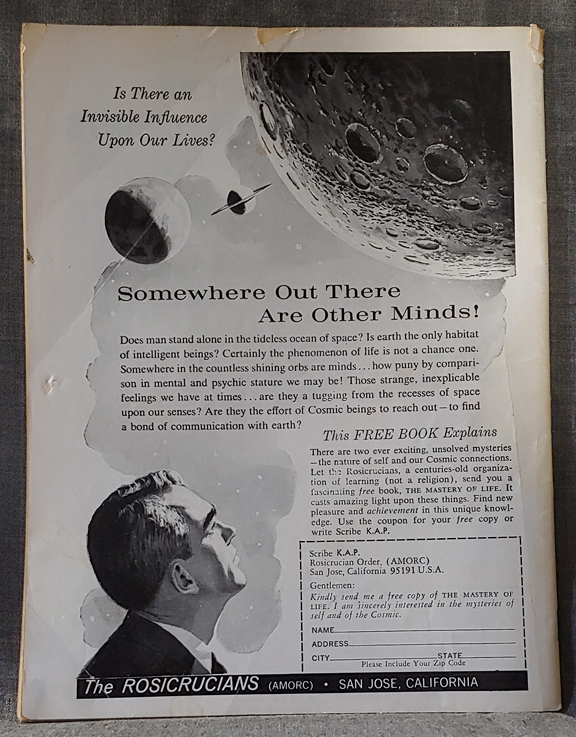 Is There an
Invisible Influence
Upon Our Lives?
Somewhere Out There
Are Other Minds!
Does man stand alone in the tideless ocean of space? Is earth the only habitat
of intelligent beings? Certainly the phenomenon of life is not a chance one.
Somewhere in the countless shining orbs are minds...how puny by compari-
son in mental and psychic stature we may be! Those strange, inexplicable
feelings we have at times...are they a tugging from the recesses of space
upon our senses? Are they the effort of Cosmic beings to reach out—to find
a bond of communication with earth?
This FREE BOOK Explains
There are two ever exciting, unsolved mysteries
—the nature of self and our Cosmic connections.
Let the Rosicrucians, a centuries-old organiza-
tion of learning (not a religion), send you a
fascinating free book, THE MASTERY OF LIFE. It
casts amazing light upon these things. Find new
pleasure and achievement in this unique knowl-
edge. Use the coupon for your free copy or
write Scribe K.A.P.
Scribe K.A.P.
Rosicrucian Order, (AMORC)
San Jose, California 95191 U.S.A.
Gentlemen:
Kindly send me a free copy of THE MASTERY OF
LIFE. I am sincerely interested in the mysteries of
self and of the Cosmic.
NAME
ADDRESS
CITY STATE
Please Include Your Zip Code
The ROSICRUCIANS (AMORC) • SAN JOSE, CALIFORNIA